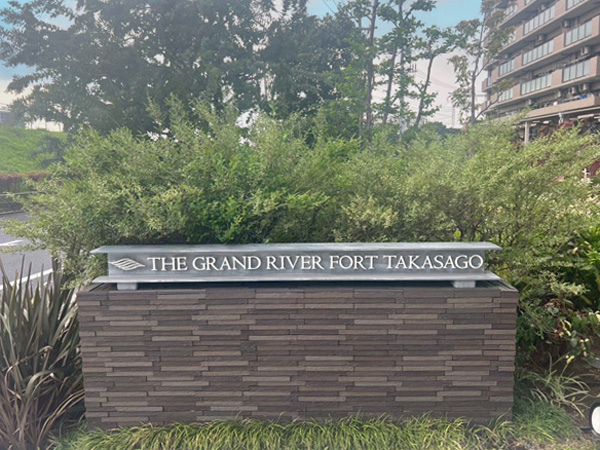 THE GRAND RIVER FORT TAKASAGO